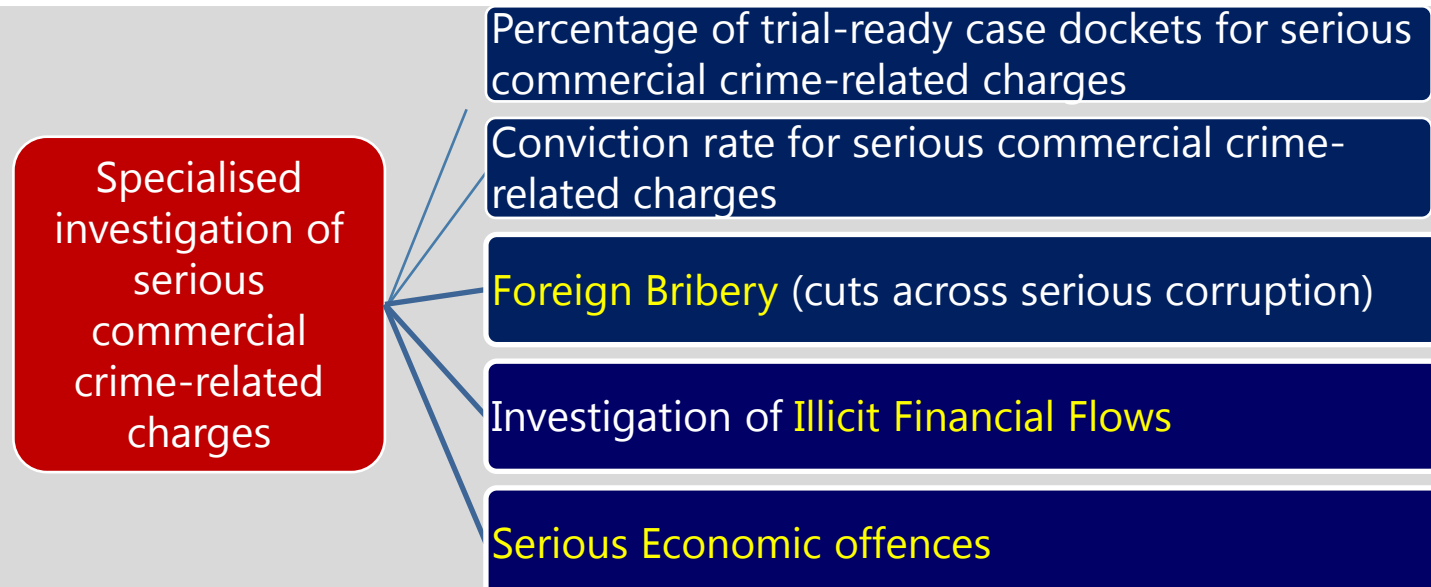 Specialised
investigation of
serious
commercial
crime-related
charges
Percentage of trial-ready case dockets for serious
commercial crime-related charges
Conviction rate for serious commercial crime-
related charges
Foreign Bribery (cuts across serious corruption)
Investigation of Illicit Financial Flows
Serious Economic offences